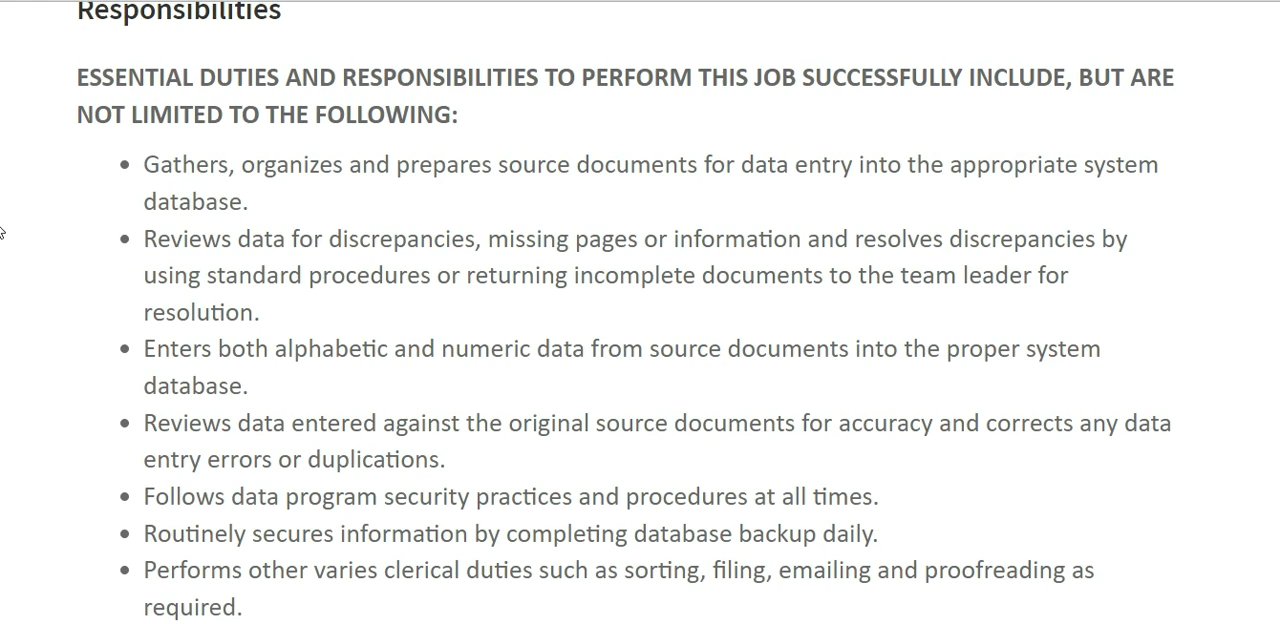 Responsibilities
ESSENTIAL DUTIES AND RESPONSIBILITIES TO PERFORM THIS JOB SUCCESSFULLY INCLUDE, BUT ARE
NOT LIMITED TO THE FOLLOWING:
• Gathers, organizes and prepares source documents for data entry into the appropriate system
database.
• Reviews data for discrepancies, missing pages or information and resolves discrepancies by
using standard procedures or returning incomplete documents to the team leader for
resolution.
• Enters both alphabetic and numeric data from source documents into the proper system
database.
• Reviews data entered against the original source documents for accuracy and corrects any data
entry errors or duplications.
• Follows data program security practices and procedures at all times.
• Routinely secures information by completing database backup daily.
• Performs other varies clerical duties such as sorting, filing, emailing and proofreading as
required.